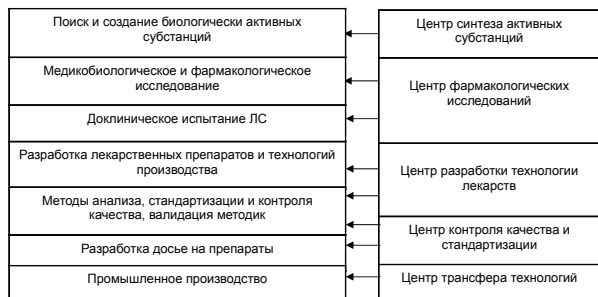 Поиск и создание биологически активных
субстанций
Медикобиологическое и фармакологическое
исследование
Доклиническое испытание ЛС
Разработка лекарственных препаратов и технологий
производства
Методы анализа, стандартизации и контроля
качества, валидация методик
Разработка досье на препараты
Промышленное производство
Центр синтеза активных
субстанций
Центр фармакологических
исследований
Центр разработки технологии
лекарств
Центр контроля качества и
стандартизации
Центр трансфера технологий